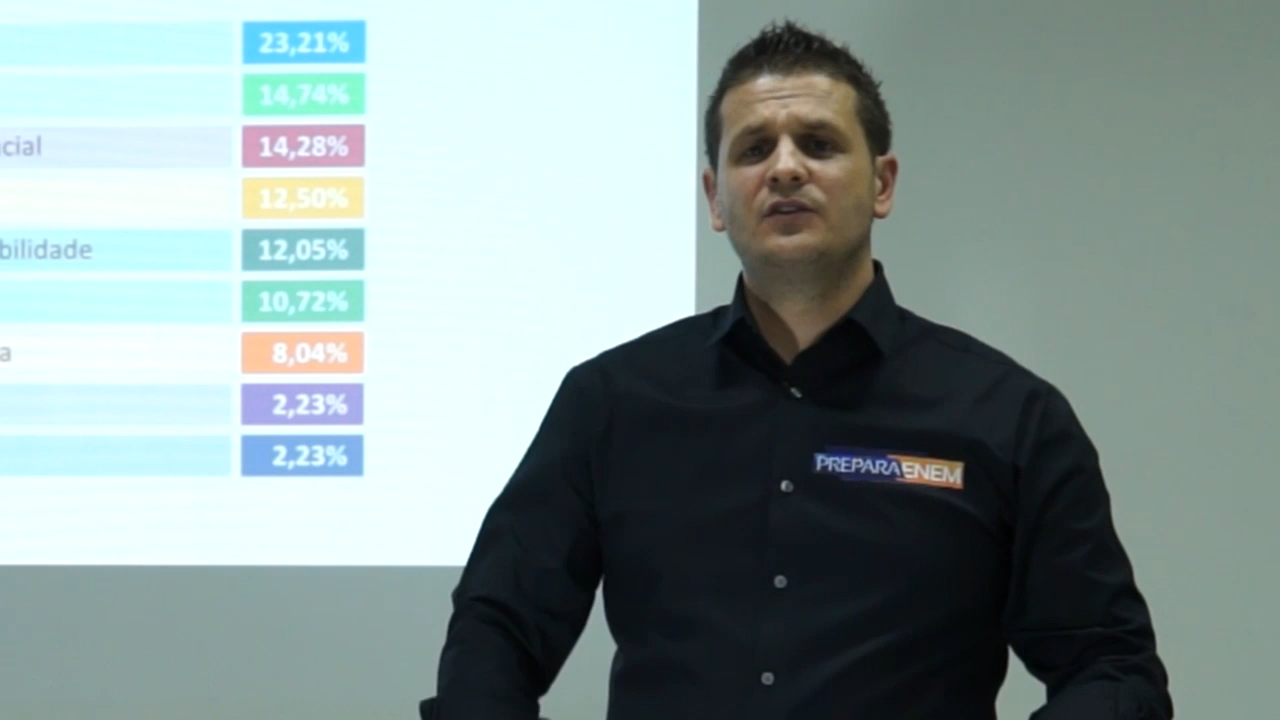 23,21%
14,74%
cial 14,28%
12,50%
bilidade 12,05%
10,72%
a 8,04%
2,23%
2,23%
PREPARAENEM